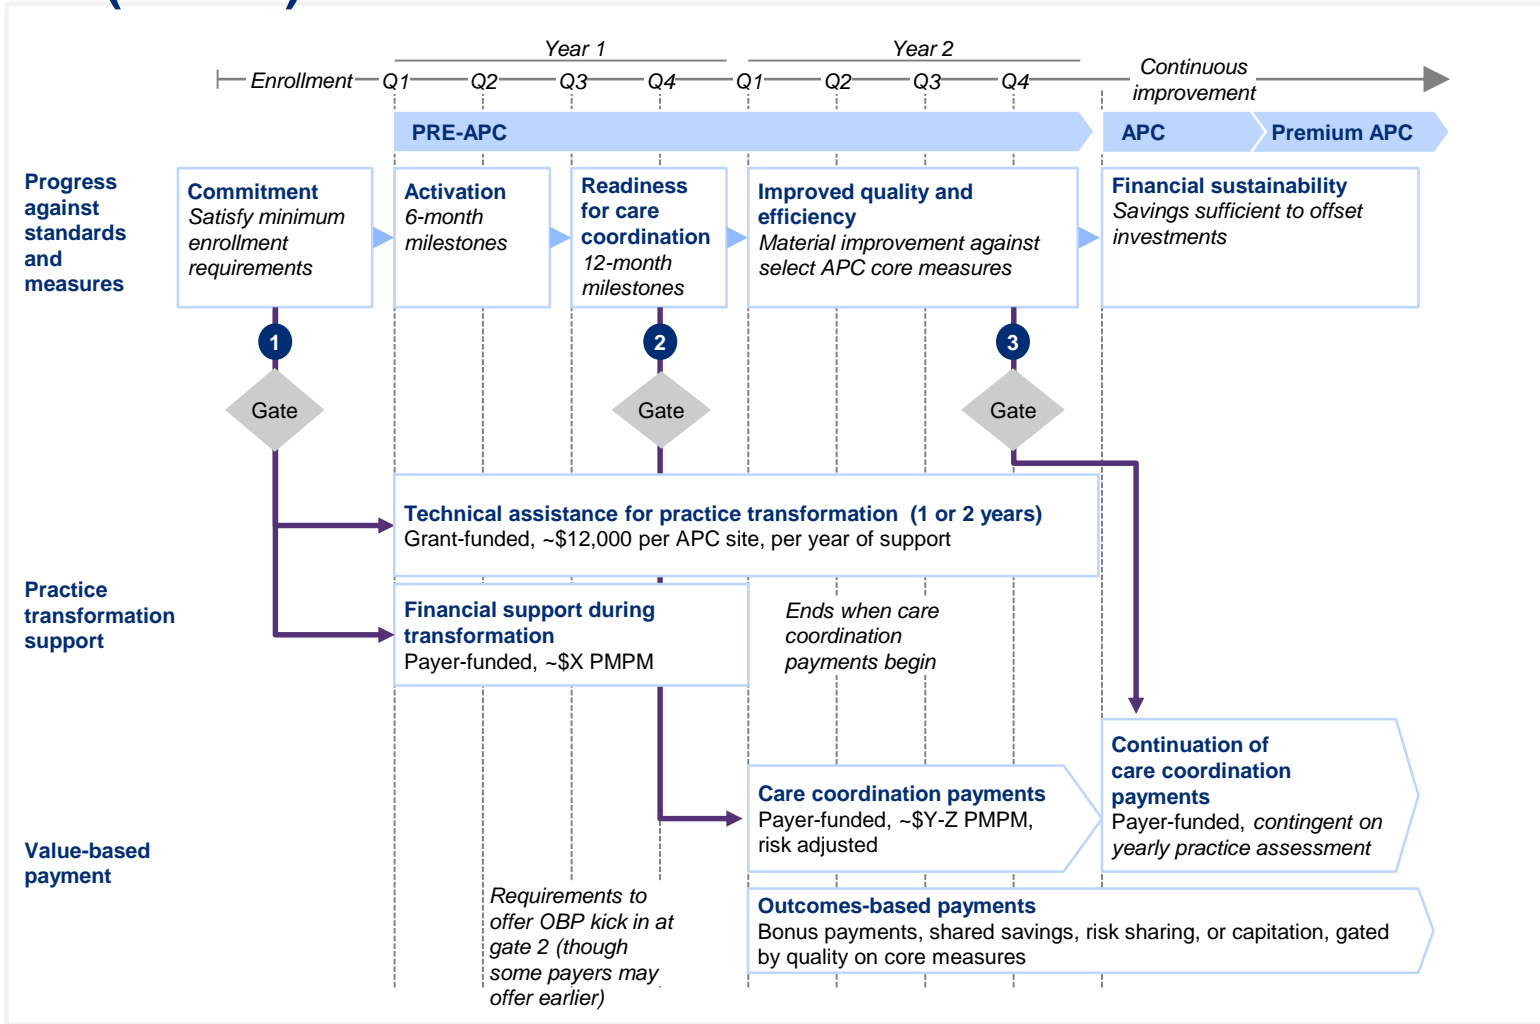 Year 1
Year 2
Enrollment
Q1
Q2
Q3
Q4
Q1
Q2
Q3
Q4
Continuous
improvement
PRE-APC
APC
Premium APC
Progress
against
standards
and
measures
Commitment
Satisfy minimum
enrollment
requirements
Activation
6-month
milestones
Readiness
for care
coordination
12-month
milestones
Improved quality and
efficiency
Material improvement against
select APC core measures
Financial sustainability
Savings sufficient to offset
investments
1
2
3
Gate
Gate
Gate
Practice
transformation
support
Technical assistance for practice transformation (1 or 2 years)
Grant-funded, ~$12,000 per APC site, per year of support
Financial support during
transformation
Payer-funded, ~$X PMPM
Ends when care
coordination
payments begin
Value-based
payment
Care coordination payments
Payer-funded, ~$Y-Z PMPM,
risk adjusted
Continuation of
care coordination
payments
Payer-funded, contingent on
yearly practice assessment
Requirements to
offer OBP kick in at
gate 2 (though
some payers may
offer earlier)
Outcomes-based payments
Bonus payments, shared savings, risk sharing, or capitation, gated
by quality on core measures